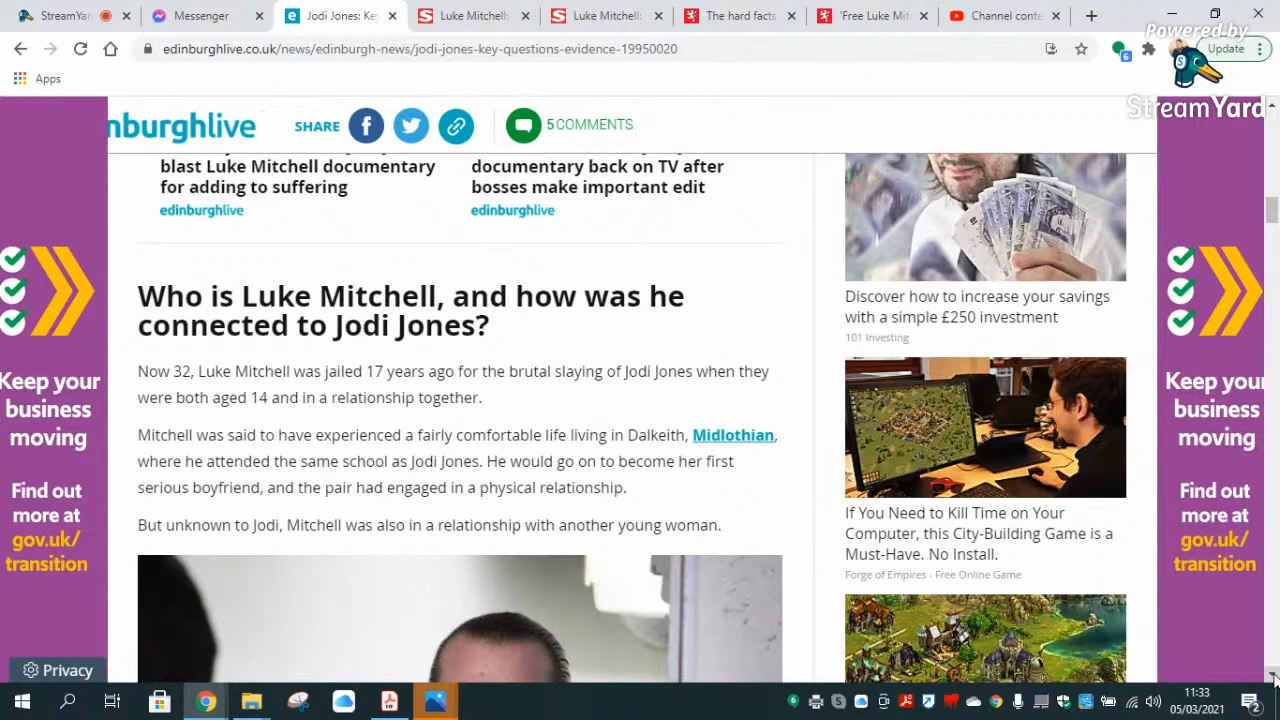 Streaming
Messenger
Jodi Jones: Ke
Luke Mitchell:
Luke Mitchell:
The hard facts
'Free Luke Mit
Channel conte
edinburghlive.co.uk/news/edinburgh-news/jodi-jones-key-questions-evidence-19950020
6
Update
Apps
Powered by
S
StreamYard
nburghlive
SHARE
5 COMMENTS
blast Luke Mitchell documentary
for adding to suffering
edinburghlive
documentary back on TV after
bosses make important edit
edinburghlive
Who is Luke Mitchell, and how was he
connected to Jodi Jones?
Now 32, Luke Mitchell was jailed 17 years ago for the brutal slaying of Jodi Jones when they
were both aged 14 and in a relationship together.
Mitchell was said to have experienced a fairly comfortable life living in Dalkeith, Midlothian,
where he attended the same school as Jodi Jones. He would go on to become her first
serious boyfriend, and the pair had engaged in a physical relationship.
But unknown to Jodi, Mitchell was also in a relationship with another young woman.
Discover how to increase your savings
with a simple £250 investment
101 Investing
If You Need to Kill Time on Your
Computer, this City-Building Game is a
Must-Have. No Install.
Forge of Empires - Free Online Game
Keep your
business
moving
Find out
more at
gov.uk/
transition
Keep your
business
moving
Find out
more at
gov.uk/
transition
Privacy
11:33
05/03/2021
2